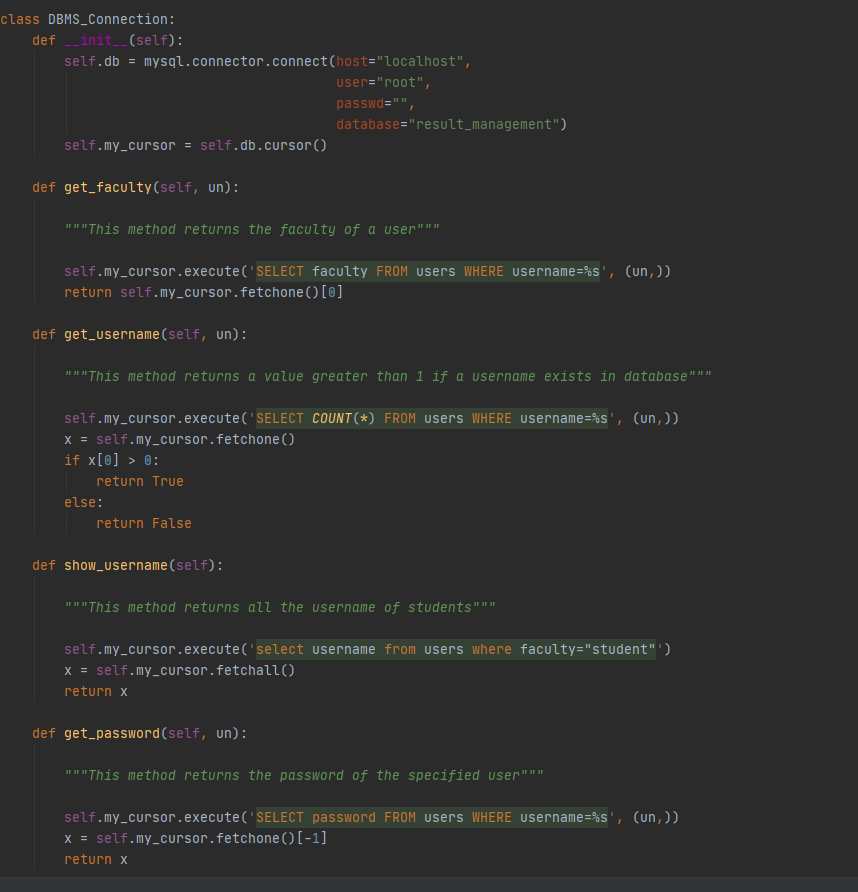 class DBMS_Connection:
    def __init__(self):
        self.db = mysql.connector.connect(host="localhost",
                                          user="root",
                                          passwd="",
                                          database="result_management")
        self.my_cursor = self.db.cursor()

    def get_faculty(self, un):

        """This method returns the faculty of a user"""

        self.my_cursor.execute('SELECT faculty FROM users WHERE username=%s', (un,))
        return self.my_cursor.fetchone()[0]

    def get_username(self, un):

        """This method returns a value greater than 1 if a username exists in database"""

        self.my_cursor.execute('SELECT COUNT(*) FROM users WHERE username=%s', (un,))
        x = self.my_cursor.fetchone()
        if x[0] > 0:
            return True
        else:
            return False

    def show_username(self):

        """This method returns all the username of students"""

        self.my_cursor.execute('select username from users where faculty="student"')
        x = self.my_cursor.fetchall()
        return x

    def get_password(self, un):

        """This method returns the password of the specified user"""

        self.my_cursor.execute('SELECT password FROM users WHERE username=%s', (un,))
        x = self.my_cursor.fetchone()[-1]
        return x